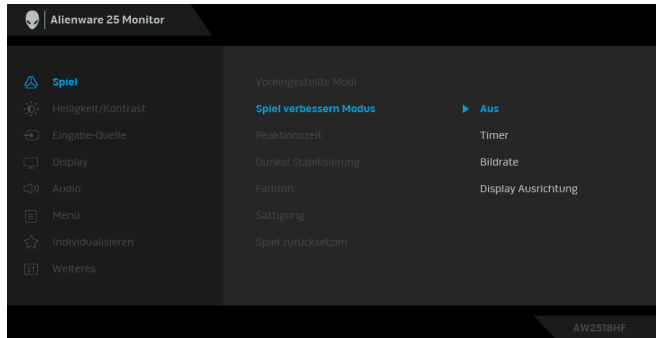 Alienware 25 Monitor
Spiel
Voreingestellte Modi
Helligkeit/Kontrast
Spiel verbessern Modus
Aus
Eingabe-Quelle
Reaktionszeit
Timer
Display
Dunkel Stabilisierung
Bildrate
Audio
Farbton
Display Ausrichtung
Menü
Sättigung
Individualisieren
Spiel zurücksetzen
Weiteres
AW2518HF